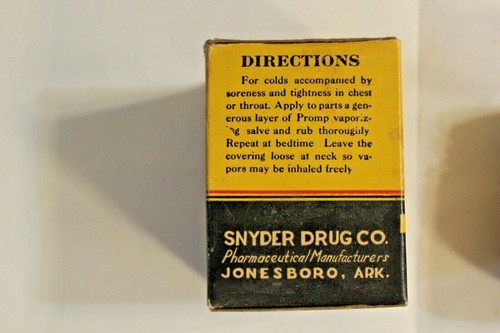 DIRECTIONS
For colds accompanied by
soreness and tightness in chest
or throat. Apply to parts a gen-
erous layer of Promp vaporiz-
ing salve and rub thoroughly
Repeat at bedtime Leave the
covering loose at neck so va-
pors may be inhaled freely
SNYDER DRUG CO.
Pharmaceutical Manufacturers
JONESBORO, ARK.